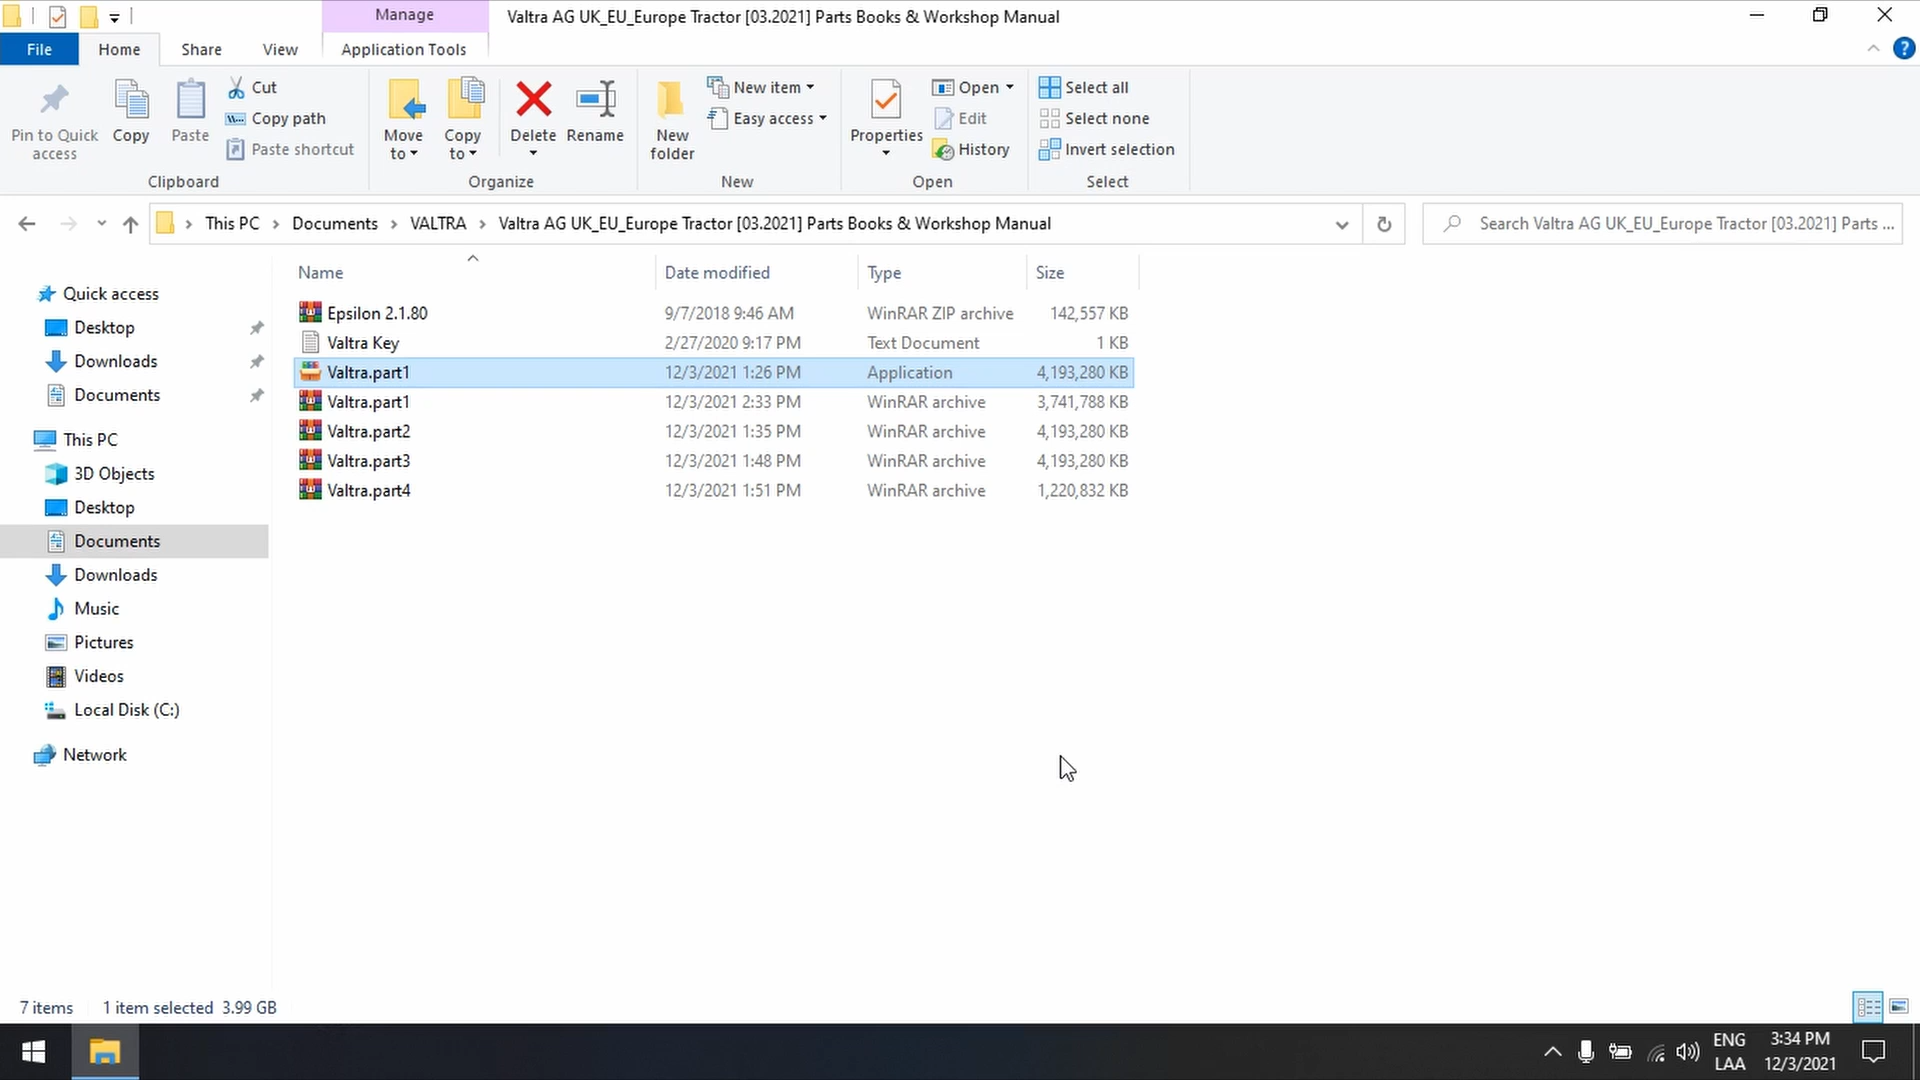 Manage
Valtra AG UK_EU_Europe Tractor [03.2021] Parts Books & Workshop Manual
File
Home
Share
View
Application Tools
Pin to Quick access
Copy
Paste
Cut
Copy path
Paste shortcut
Clipboard
Move to
Copy to
Delete
Rename
Organize
New folder
New item
Easy access
New
Properties
Open
Edit
History
Open
Select all
Select none
Invert selection
Select
This PC
Documents
VALTRA
Valtra AG UK_EU_Europe Tractor [03.2021] Parts Books & Workshop Manual
Search Valtra AG UK_EU_Europe Tractor [03.2021] Parts ...
Quick access
Desktop
Downloads
Documents
This PC
3D Objects
Desktop
Documents
Downloads
Music
Pictures
Videos
Local Disk (C:)
Network
Name Date modified Type Size
Epsilon 2.1.80 9/7/2018 9:46 AM WinRAR ZIP archive 142,557 KB
Valtra Key 2/27/2020 9:17 PM Text Document 1 KB
Valtra.part1 12/3/2021 1:26 PM Application 4,193,280 KB
Valtra.part1 12/3/2021 2:33 PM WinRAR archive 3,741,788 KB
Valtra.part2 12/3/2021 1:35 PM WinRAR archive 4,193,280 KB
Valtra.part3 12/3/2021 1:48 PM WinRAR archive 4,193,280 KB
Valtra.part4 12/3/2021 1:51 PM WinRAR archive 1,220,832 KB
7 items 1 item selected 3.99 GB
ENG
LAA
3:34 PM
12/3/2021